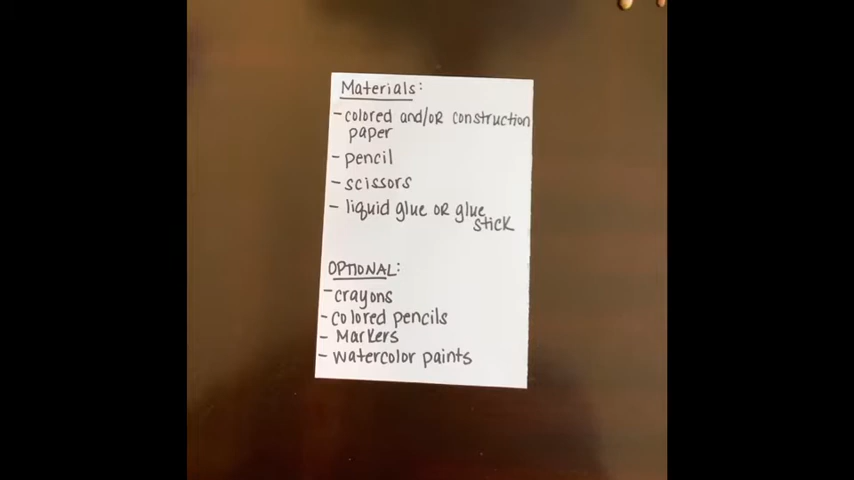 Materials:
- colored and/OR construction
paper
- pencil
- scissors
- liquid glue OR glue
stick
OPTIONAL:
- crayons
- colored pencils
- Markers
- watercolor paints